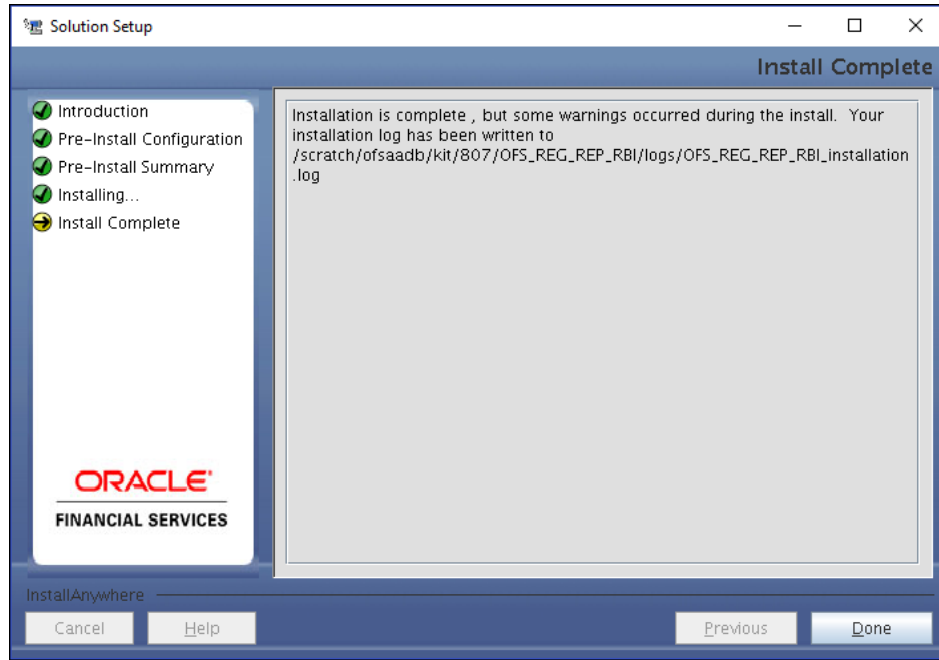 Solution Setup
Install Complete
Introduction
Pre-Install Configuration
Pre-Install Summary
Installing...
Install Complete
ORACLE'
FINANCIAL SERVICES
Installation is complete , but some warnings occurred during the install. Your
installation log has been written to
/scratch/ofsaadb/kit/807/OFS_REG_REP_RBI/logs/OFS_REG_REP_RBI_installation
.log
InstallAnywhere
Cancel
Help
Previous
Done